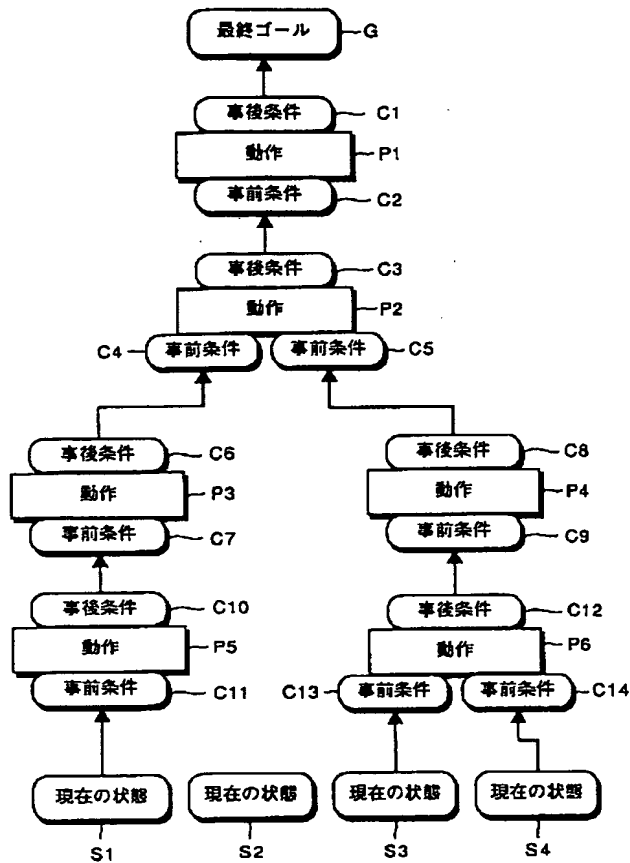 最終ゴール G
事後条件 C1
動作 P1
事前条件 C2
事後条件 C3
動作 P2
C4 事前条件 事前条件 C5
事後条件 C6 事後条件 C8
動作 P3 動作 P4
事前条件 C7 事前条件 C9
事後条件 C10 事後条件 C12
動作 P5 動作 P6
事前条件 C11 C13 事前条件 事前条件 C14
現在の状態 現在の状態 現在の状態 現在の状態
S1 S2 S3 S4